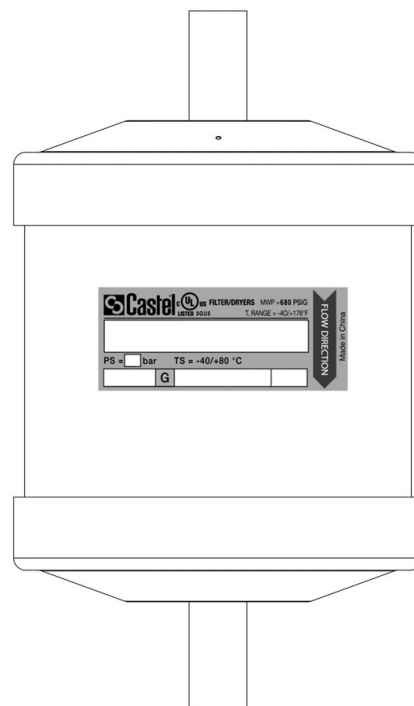 Castel c UL us FILTER/DRYERS MWP =680 PSIG
LISTED SGUS T. RANGE = -40/+176°F
PS = bar TS = -40/+80 °C
G
FLOW DIRECTION
Made in China